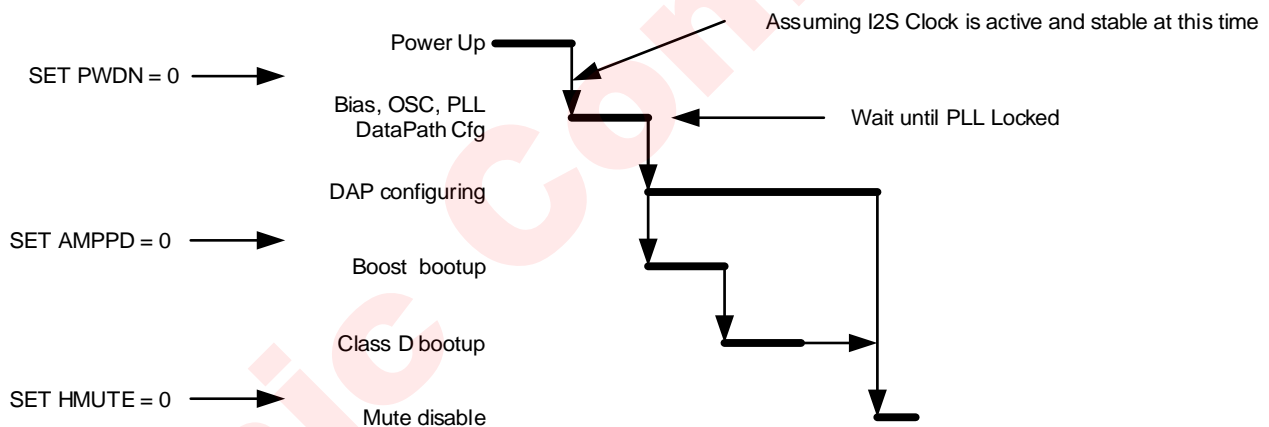 Assuming I2S Clock is active and stable at this time
Power Up
SET PWDN = 0
Bias, OSC, PLL
DataPath Cfg
Wait until PLL Locked
DAP configuring
SET AMPPD = 0
Boost bootup
Class D bootup
SET HMUTE = 0
Mute disable